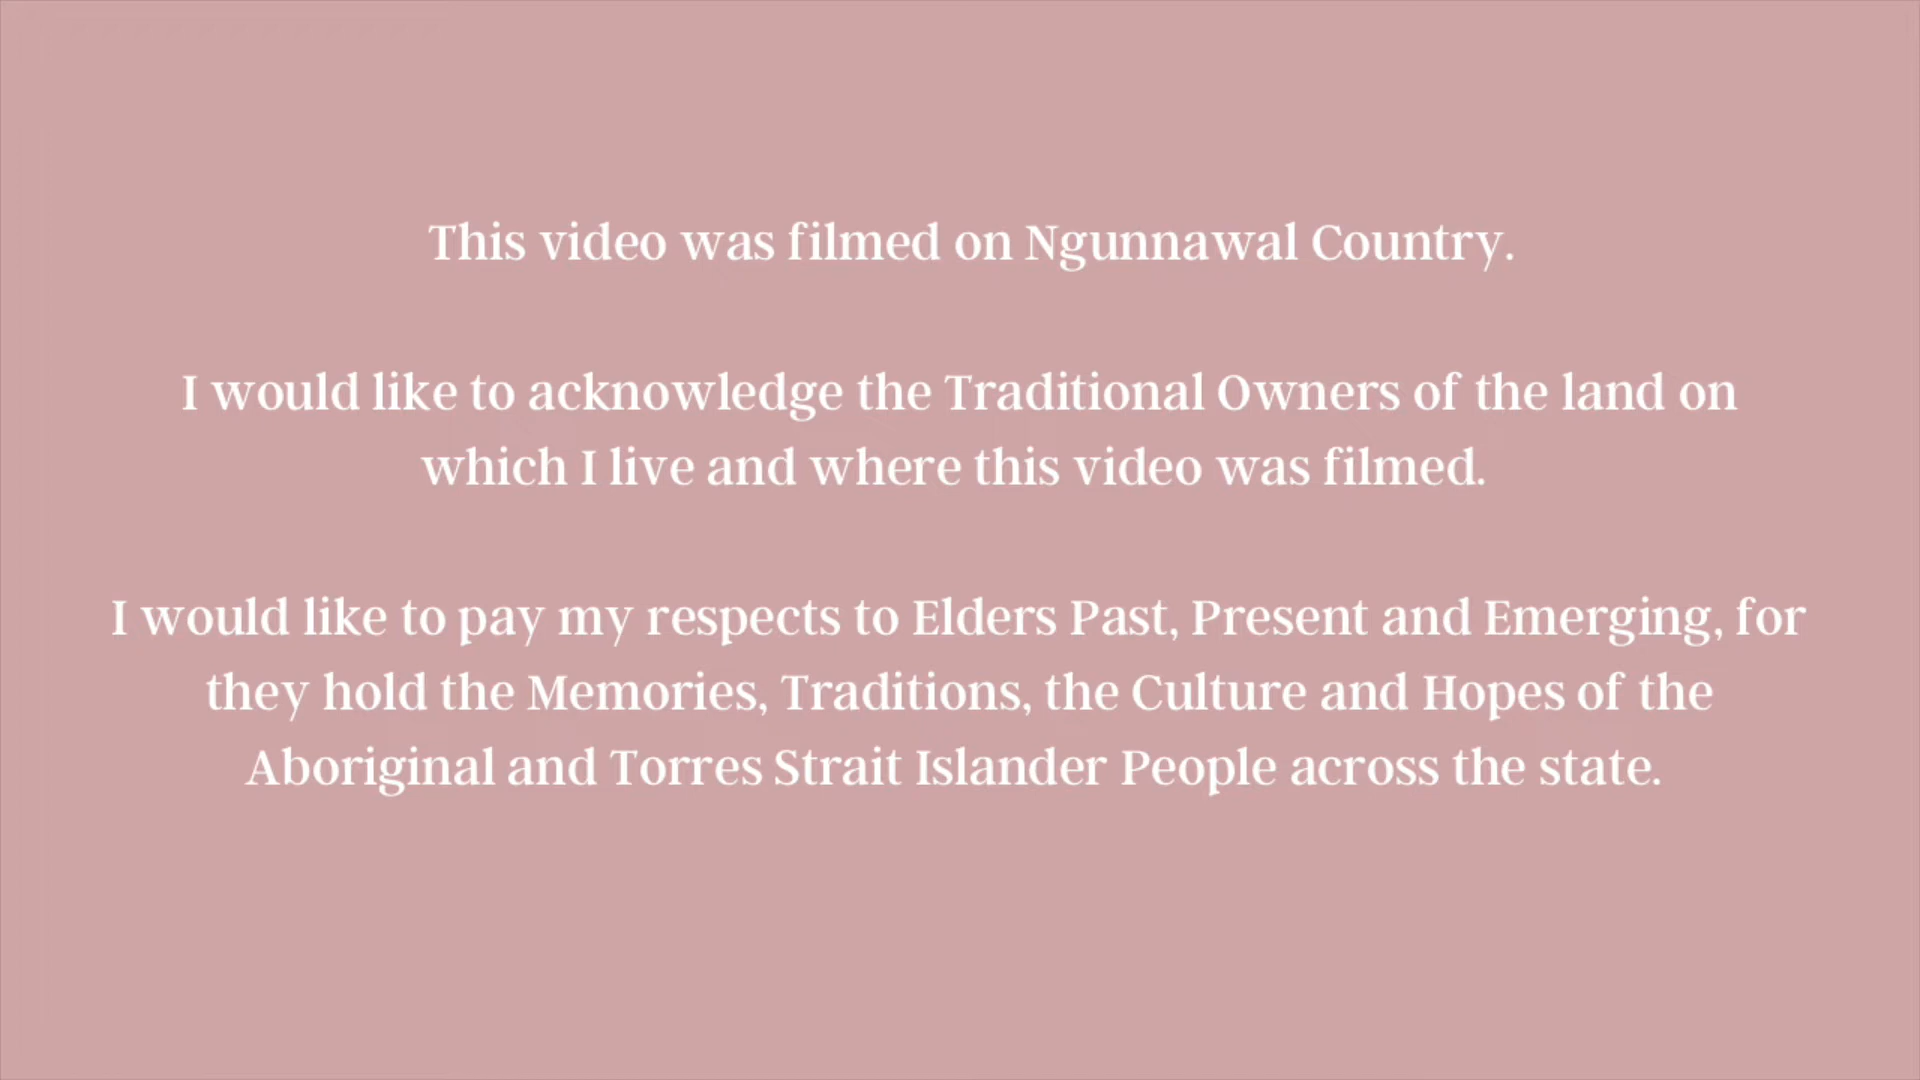 This video was filmed on Ngunnawal Country.
I would like to acknowledge the Traditional Owners of the land on
which I live and where this video was filmed.
I would like to pay my respects to Elders Past, Present and Emerging, for
they hold the Memories, Traditions, the Culture and Hopes of the
Aboriginal and Torres Strait Islander People across the state.